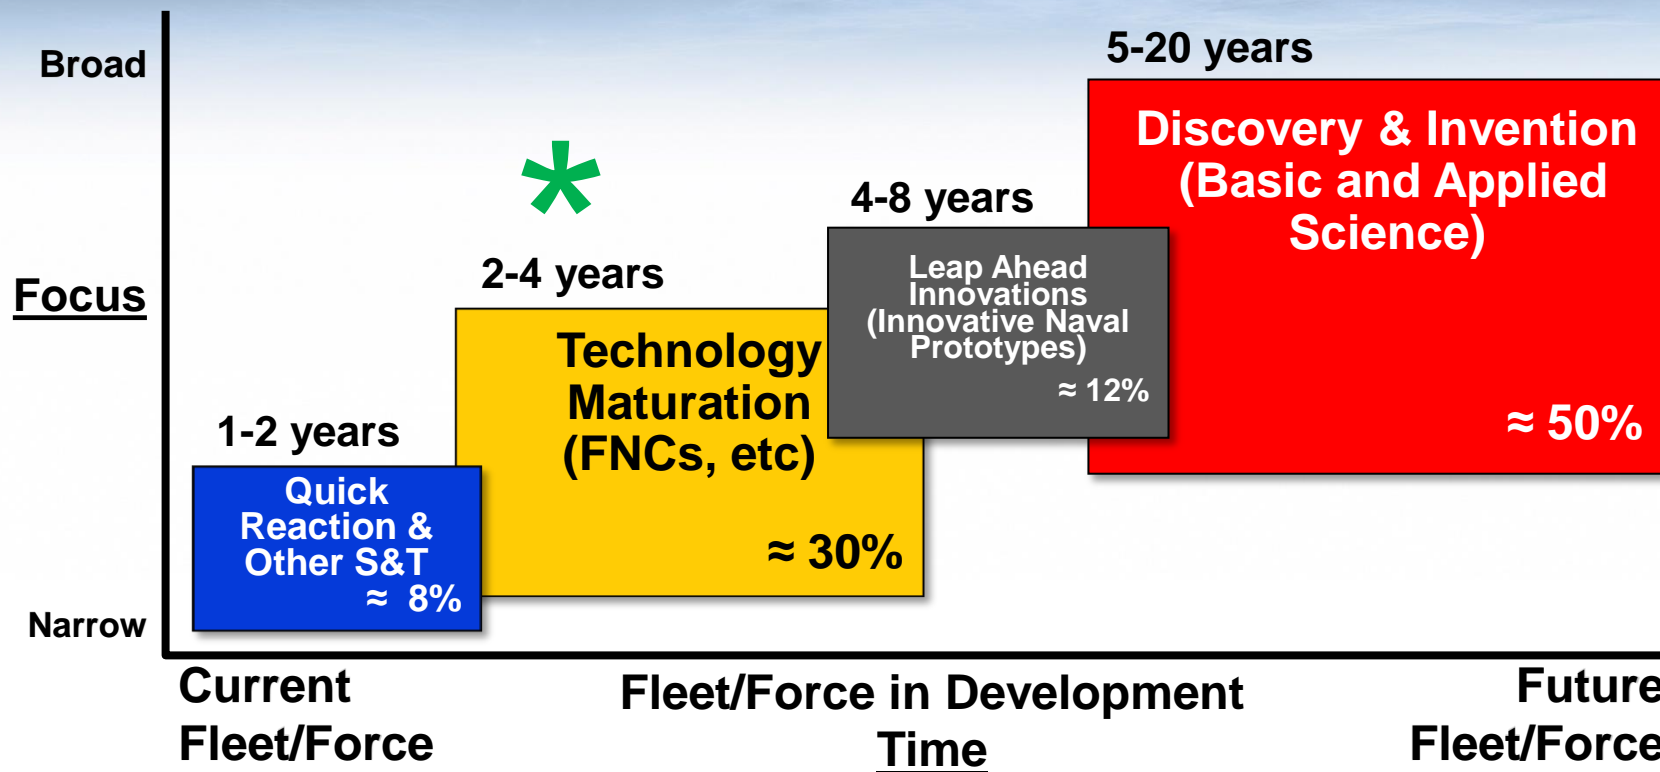 Broad
Focus
Narrow
1-2 years
Quick
Reaction &
Other S&T
≈ 8%
*
2-4 years
Technology
Maturation
(FNCs, etc)
≈ 30%
4-8 years
Leap Ahead
Innovations
(Innovative Naval
Prototypes)
≈ 12%
5-20 years
Discovery & Invention
(Basic and Applied
Science)
≈ 50%
Current
Fleet/Force
Fleet/Force in Development
Time
Future
Fleet/Force